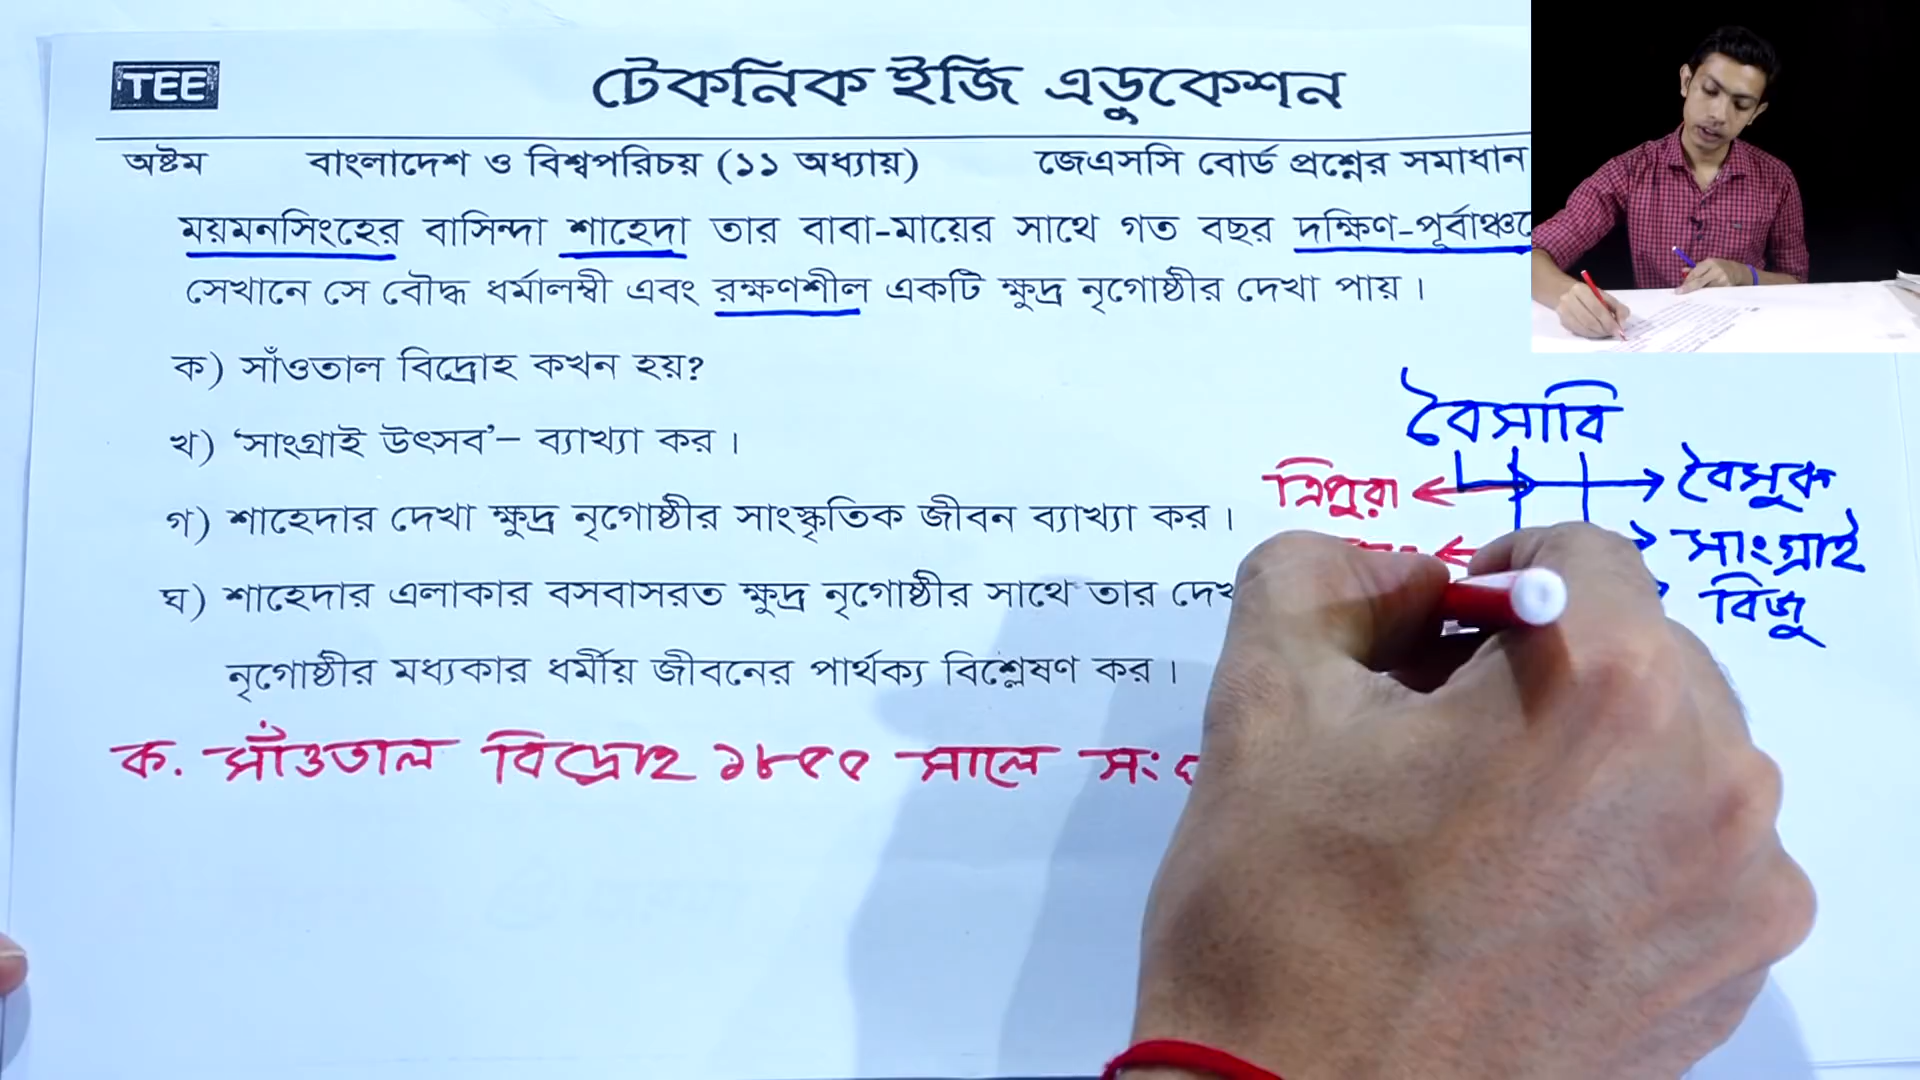 TEE
টেকনিক ইজি এডুকেশন
অষ্টম বাংলাদেশ ও বিশ্বপরিচয় (১১ অধ্যায়) জেএসসি বোর্ড প্রশ্নের সমাধান
ময়মনসিংহের বাসিন্দা শাহেদা তার বাবা-মায়ের সাথে গত বছর
সেখানে সে বৌদ্ধ ধর্মালম্বী এবং রক্ষণশীল একটি ক্ষুদ্র নৃগোষ্ঠীর দেখা পায়।
ক) সাঁওতাল বিদ্রোহ কখন হয়?
খ) ‘সাংগ্রাই উৎসব’– ব্যাখ্যা কর।
গ) শাহেদার দেখা ক্ষুদ্র নৃগোষ্ঠীর সাংস্কৃতিক জীবন ব্যাখ্যা কর।
ঘ) শাহেদার এলাকার বসবাসরত ক্ষুদ্র নৃগোষ্ঠীর সাথে তার
নৃগোষ্ঠীর মধ্যকার ধর্মীয় জীবনের পার্থক্য বিশ্লেষণ কর।
বৈসাবি
ত্রিপুরা বৈসুক
সাংগ্রাই
বিজু
ক. সাঁওতাল বিদ্রোহ ১৮৫৫ সালে